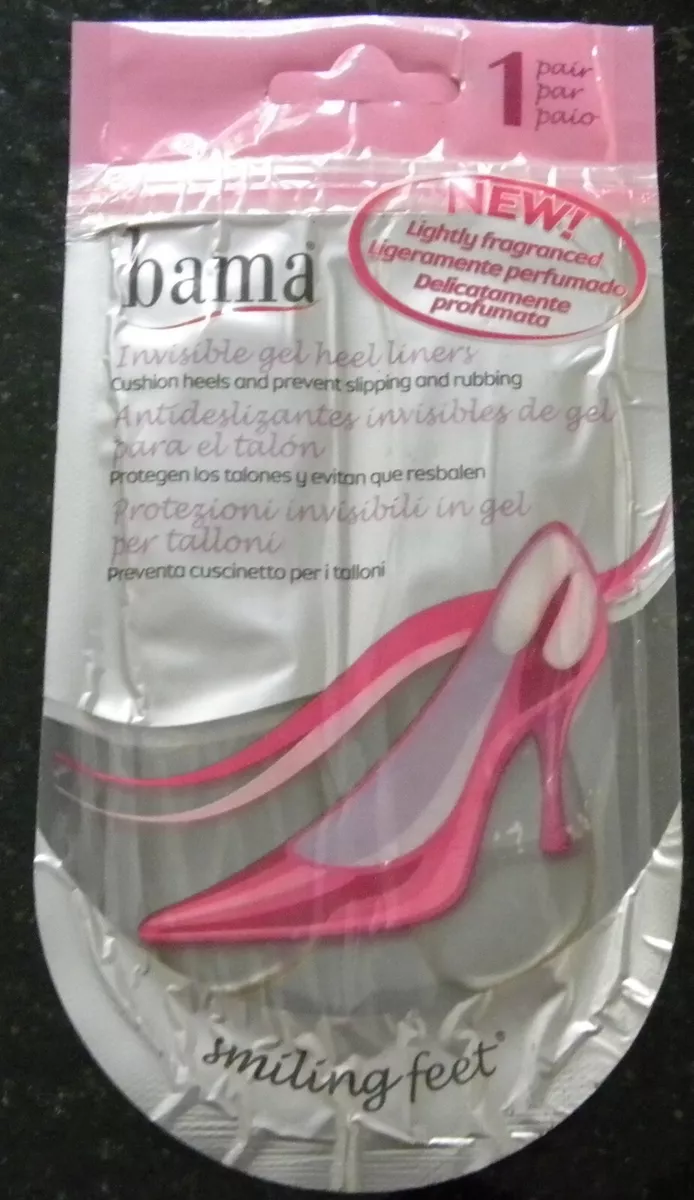 1 pair
par
paio
NEW!
Lightly fragranced
Ligeramente perfumado
Delicatamente
profumata
bama
Invisible gel heel liners
Cushion heels and prevent slipping and rubbing
Antideslizantes invisibles de gel
para el talón
Protegen los talones y evitan que resbalen
Protezioni invisibili in gel
per talloni
Preventa cuscinetto per i talloni
smiling feet®